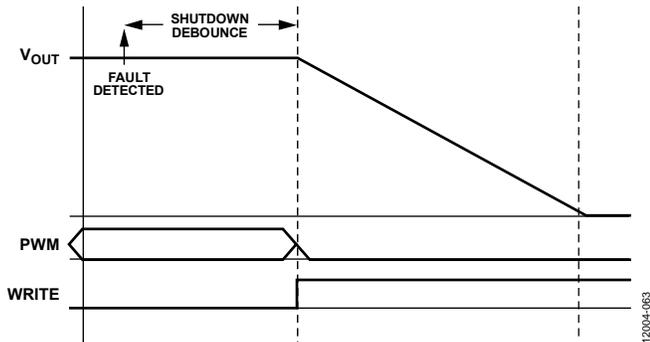 SHUTDOWN
DEBOUNCE
VOUT
FAULT
DETECTED
PWM
WRITE
12004-063